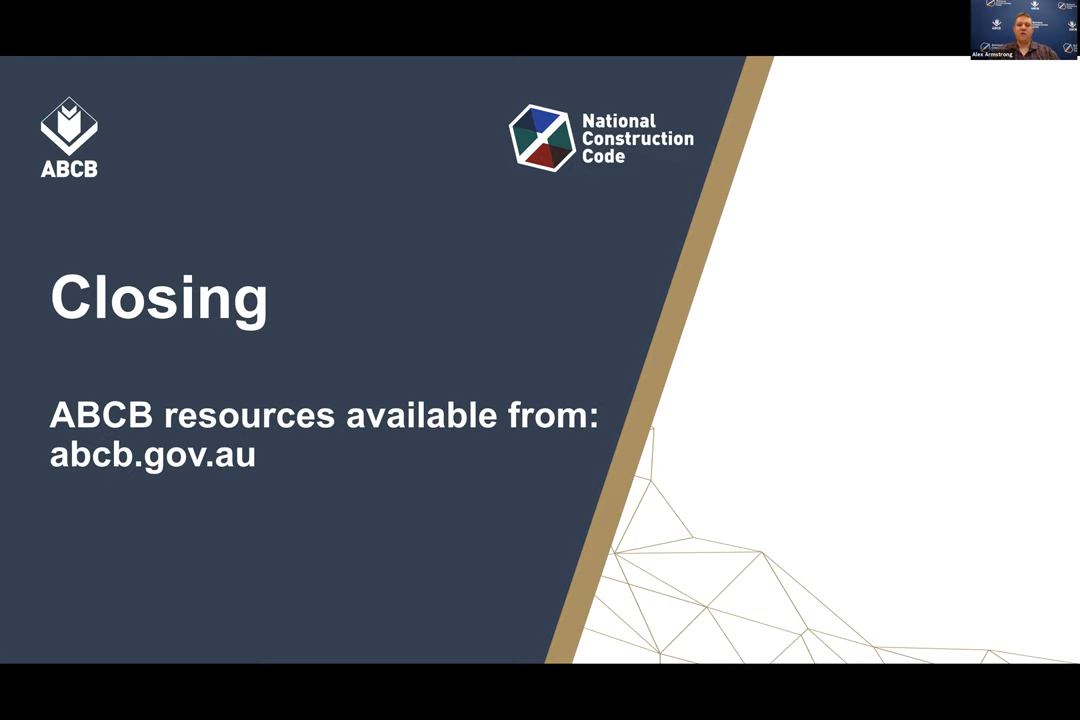 Alex Armstrong
ABCB
National
Construction
Code
Closing
ABCB resources available from:
abcb.gov.au